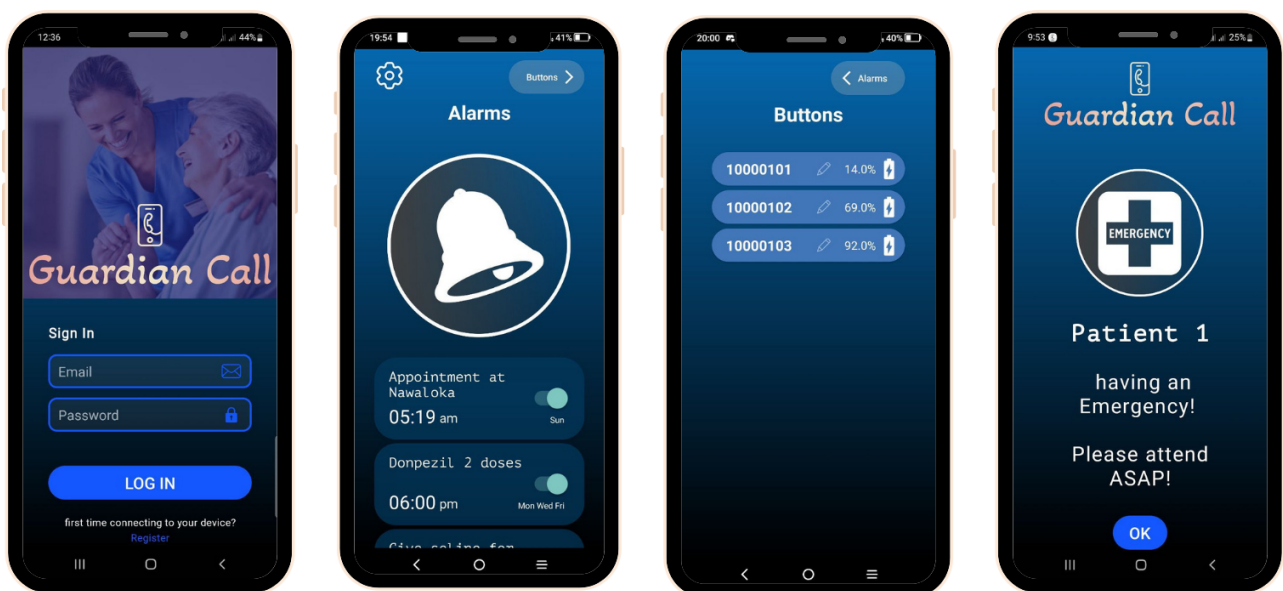 12:36
44%
Guardian Call
Sign In
Email
Password
LOG IN
first time connecting to your device?
Register
19:54
41%
Buttons
Alarms
Appointment at
Nawaloka
05:19 am
Sun
Donpezil 2 doses
06:00 pm
Mon Wed Fri
Give saline for
20:00
40%
Alarms
Buttons
10000101 14.0%
10000102 69.0%
10000103 92.0%
9:53
25%
Guardian Call
EMERGENCY
Patient 1
having an
Emergency!
Please attend
ASAP!
OK